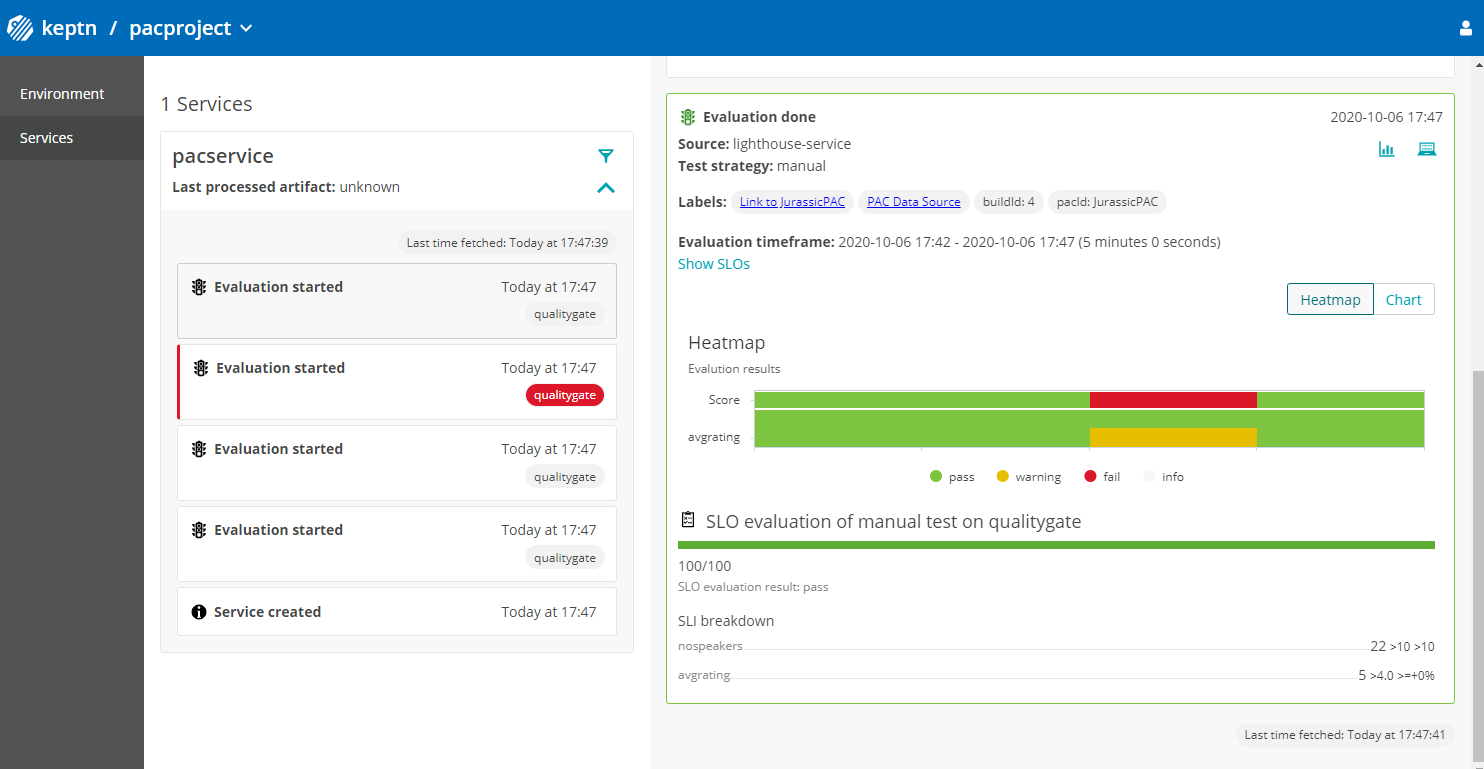 keptn / pacproject
Environment
Services
1 Services
pacservice
Last processed artifact: unknown
Last time fetched: Today at 17:47:39
Evaluation started Today at 17:47
qualitygate
Evaluation started Today at 17:47
qualitygate
Evaluation started Today at 17:47
qualitygate
Evaluation started Today at 17:47
qualitygate
Service created Today at 17:47
Evaluation done 2020-10-06 17:47
Source: lighthouse-service
Test strategy: manual
Labels: Link to JurassicPAC PAC Data Source buildId: 4 pacId: JurassicPAC
Evaluation timeframe: 2020-10-06 17:42 - 2020-10-06 17:47 (5 minutes 0 seconds)
Show SLOs
Heatmap Chart
Heatmap
Evalution results
Score
avgrating
pass warning fail info
SLO evaluation of manual test on qualitygate
100/100
SLO evaluation result: pass
SLI breakdown
nospeakers 22 >10 >10
avgrating 5 >4.0 >=+0%
Last time fetched: Today at 17:47:41